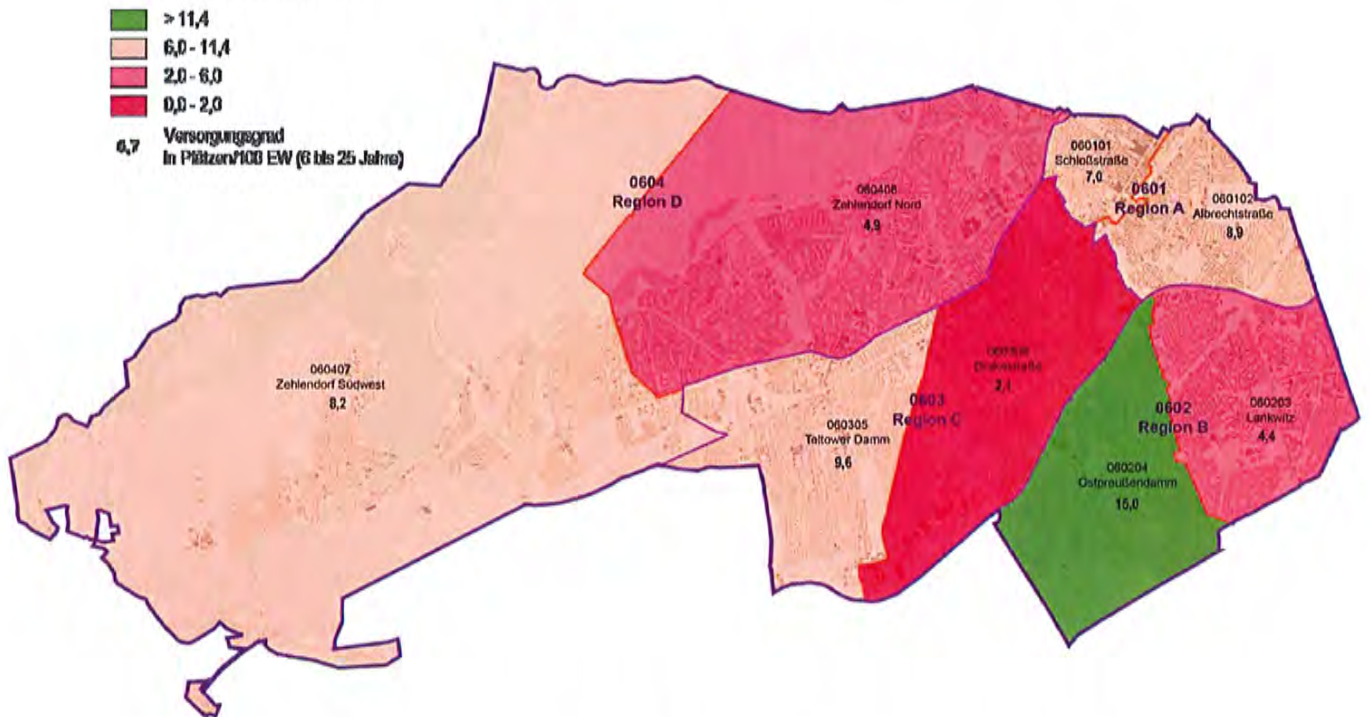 > 11,4
6,0 - 11,4
2,0 - 6,0
0,0 - 2,0
6,7 Versorgungsgrad
in Plätzen/100 EW (6 bis 25 Jahre)
0604
Region D
060406
Zehlendorf Nord
4,9
060101
Schloßstraße
7,0
0601
Region A
060102
Albrechtstraße
8,9
060407
Zehlendorf Südwest
8,2
Drakestraße
2,1
0603
Region C
060305
Teltower Damm
9,6
0602
Region B
060203
Lankwitz
4,4
060204
Ostpreußendamm
15,0